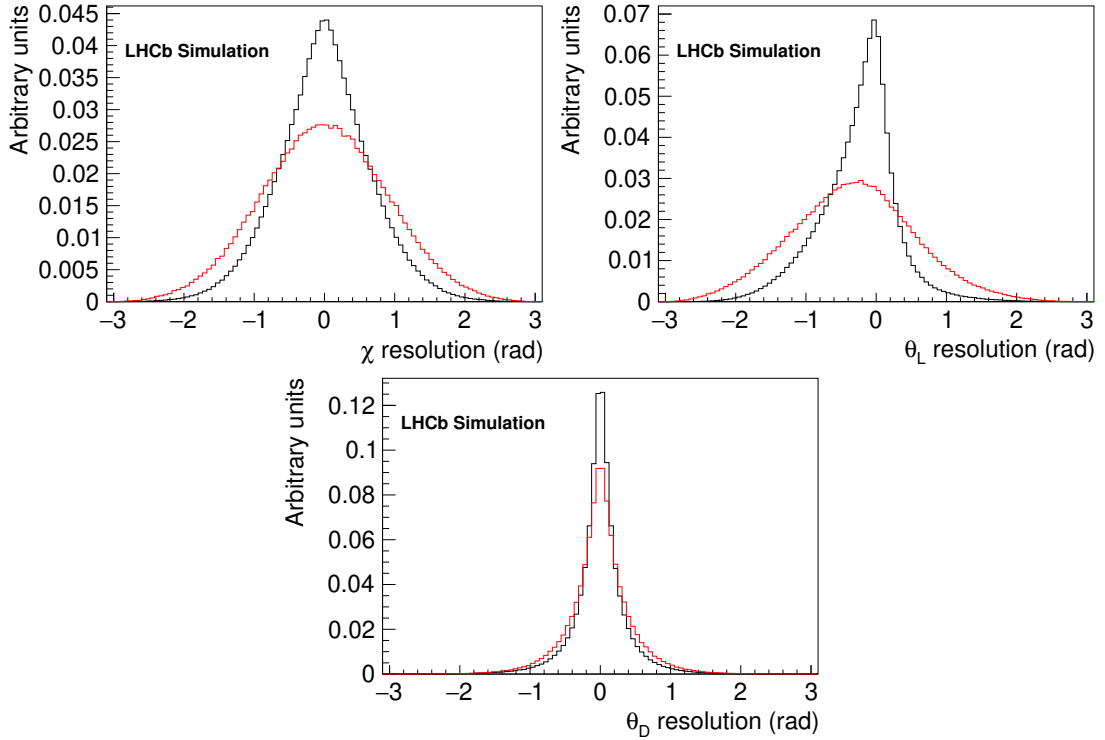 0.045
0.04
0.035
0.03
0.025
0.02
0.015
0.01
0.005
0
Arbitrary units
LHCb Simulation
−3 −2 −1 0 1 2 3
χ resolution (rad)
0.07
0.06
0.05
0.04
0.03
0.02
0.01
0
Arbitrary units
LHCb Simulation
−3 −2 −1 0 1 2 3
θL resolution (rad)
0.12
0.1
0.08
0.06
0.04
0.02
0
Arbitrary units
LHCb Simulation
−3 −2 −1 0 1 2 3
θD resolution (rad)